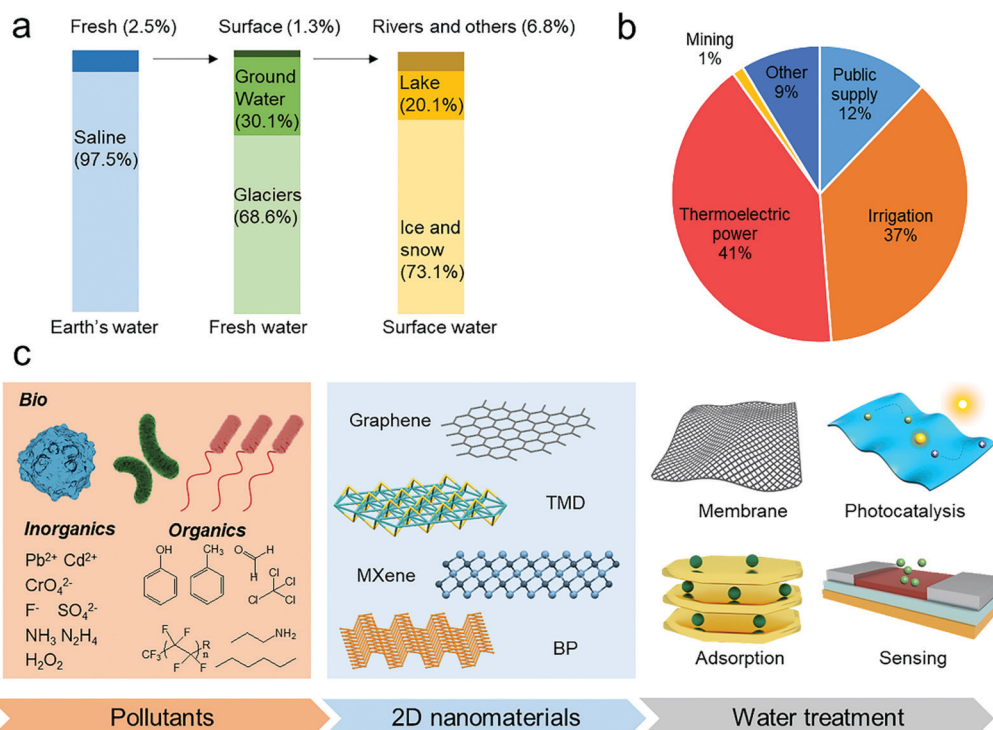 a
Fresh (2.5%)
Surface (1.3%)
Rivers and others (6.8%)
Saline
(97.5%)
Ground
Water
(30.1%)
Glaciers
(68.6%)
Lake
(20.1%)
Ice and
snow
(73.1%)
Earth's water
Fresh water
Surface water
b
Mining
1%
Other
9%
Public
supply
12%
Thermoelectric
power
41%
Irrigation
37%
c
Bio
Inorganics
Pb²⁺ Cd²⁺
CrO₄²⁻
F⁻ SO₄²⁻
NH₃ N₂H₄
H₂O₂
Organics
OH
CH₃
O
H
Cl
Cl
Cl
Cl
F
F
R
CF₃
n
F
F
NH₂
Graphene
TMD
MXene
BP
Membrane
Photocatalysis
Adsorption
Sensing
Pollutants
2D nanomaterials
Water treatment